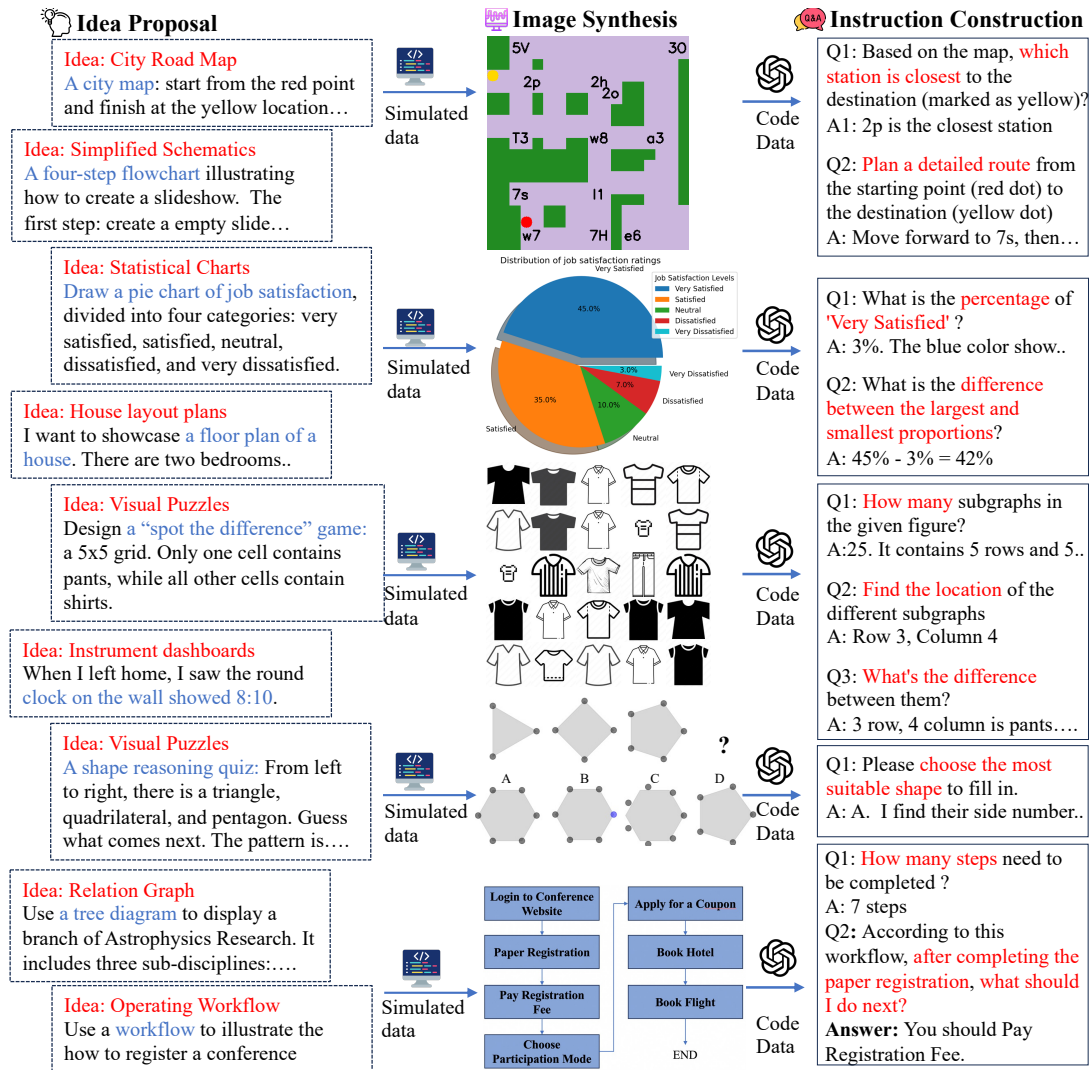 Idea Proposal
Image Synthesis
Q&A
Instruction Construction
Idea: City Road Map
A city map: start from the red point
and finish at the yellow location…
Idea: Simplified Schematics
A four-step flowchart illustrating
how to create a slideshow. The
first step: create a empty slide…
Idea: Statistical Charts
Draw a pie chart of job satisfaction,
divided into four categories: very
satisfied, satisfied, neutral,
dissatisfied, and very dissatisfied.
Idea: House layout plans
I want to showcase a floor plan of a
house. There are two bedrooms..
Idea: Visual Puzzles
Design a “spot the difference” game:
a 5x5 grid. Only one cell contains
pants, while all other cells contain
shirts.
Idea: Instrument dashboards
When I left home, I saw the round
clock on the wall showed 8:10.
Idea: Visual Puzzles
A shape reasoning quiz: From left
to right, there is a triangle,
quadrilateral, and pentagon. Guess
what comes next. The pattern is….
Idea: Relation Graph
Use a tree diagram to display a
branch of Astrophysics Research. It
includes three sub-disciplines:….
Idea: Operating Workflow
Use a workflow to illustrate the
how to register a conference
</>
Simulated
data
</>
Simulated
data
</>
Simulated
data
</>
Simulated
data
</>
Simulated
data
5V
3O
2p
2h
2o
T3
w8
a3
7s
l1
w7
7H
e6
Distribution of job satisfaction ratings
Very Satisfied
Job Satisfaction Levels
Very Satisfied
Satisfied
Neutral
Dissatisfied
Very Dissatisfied
45.0%
3.0%
Very Dissatisfied
7.0%
35.0%
10.0%
Dissatisfied
Satisfied
Neutral
?
A
B
C
D
Login to Conference
Website
Paper Registration
Pay Registration
Fee
Choose
Participation Mode
Apply for a Coupon
Book Hotel
Book Flight
END
Code
Data
Code
Data
Code
Data
Code
Data
Code
Data
Q1: Based on the map, which
station is closest to the
destination (marked as yellow)?
A1: 2p is the closest station
Q2: Plan a detailed route from
the starting point (red dot) to
the destination (yellow dot)
A: Move forward to 7s, then…
Q1: What is the percentage of
'Very Satisfied' ?
A: 3%. The blue color show..
Q2: What is the difference
between the largest and
smallest proportions?
A: 45% - 3% = 42%
Q1: How many subgraphs in
the given figure?
A:25. It contains 5 rows and 5..
Q2: Find the location of the
different subgraphs
A: Row 3, Column 4
Q3: What's the difference
between them?
A: 3 row, 4 column is pants….
Q1: Please choose the most
suitable shape to fill in.
A: A. I find their side number..
Q1: How many steps need to
be completed ?
A: 7 steps
Q2: According to this
workflow, after completing the
paper registration, what should
I do next?
Answer: You should Pay
Registration Fee.